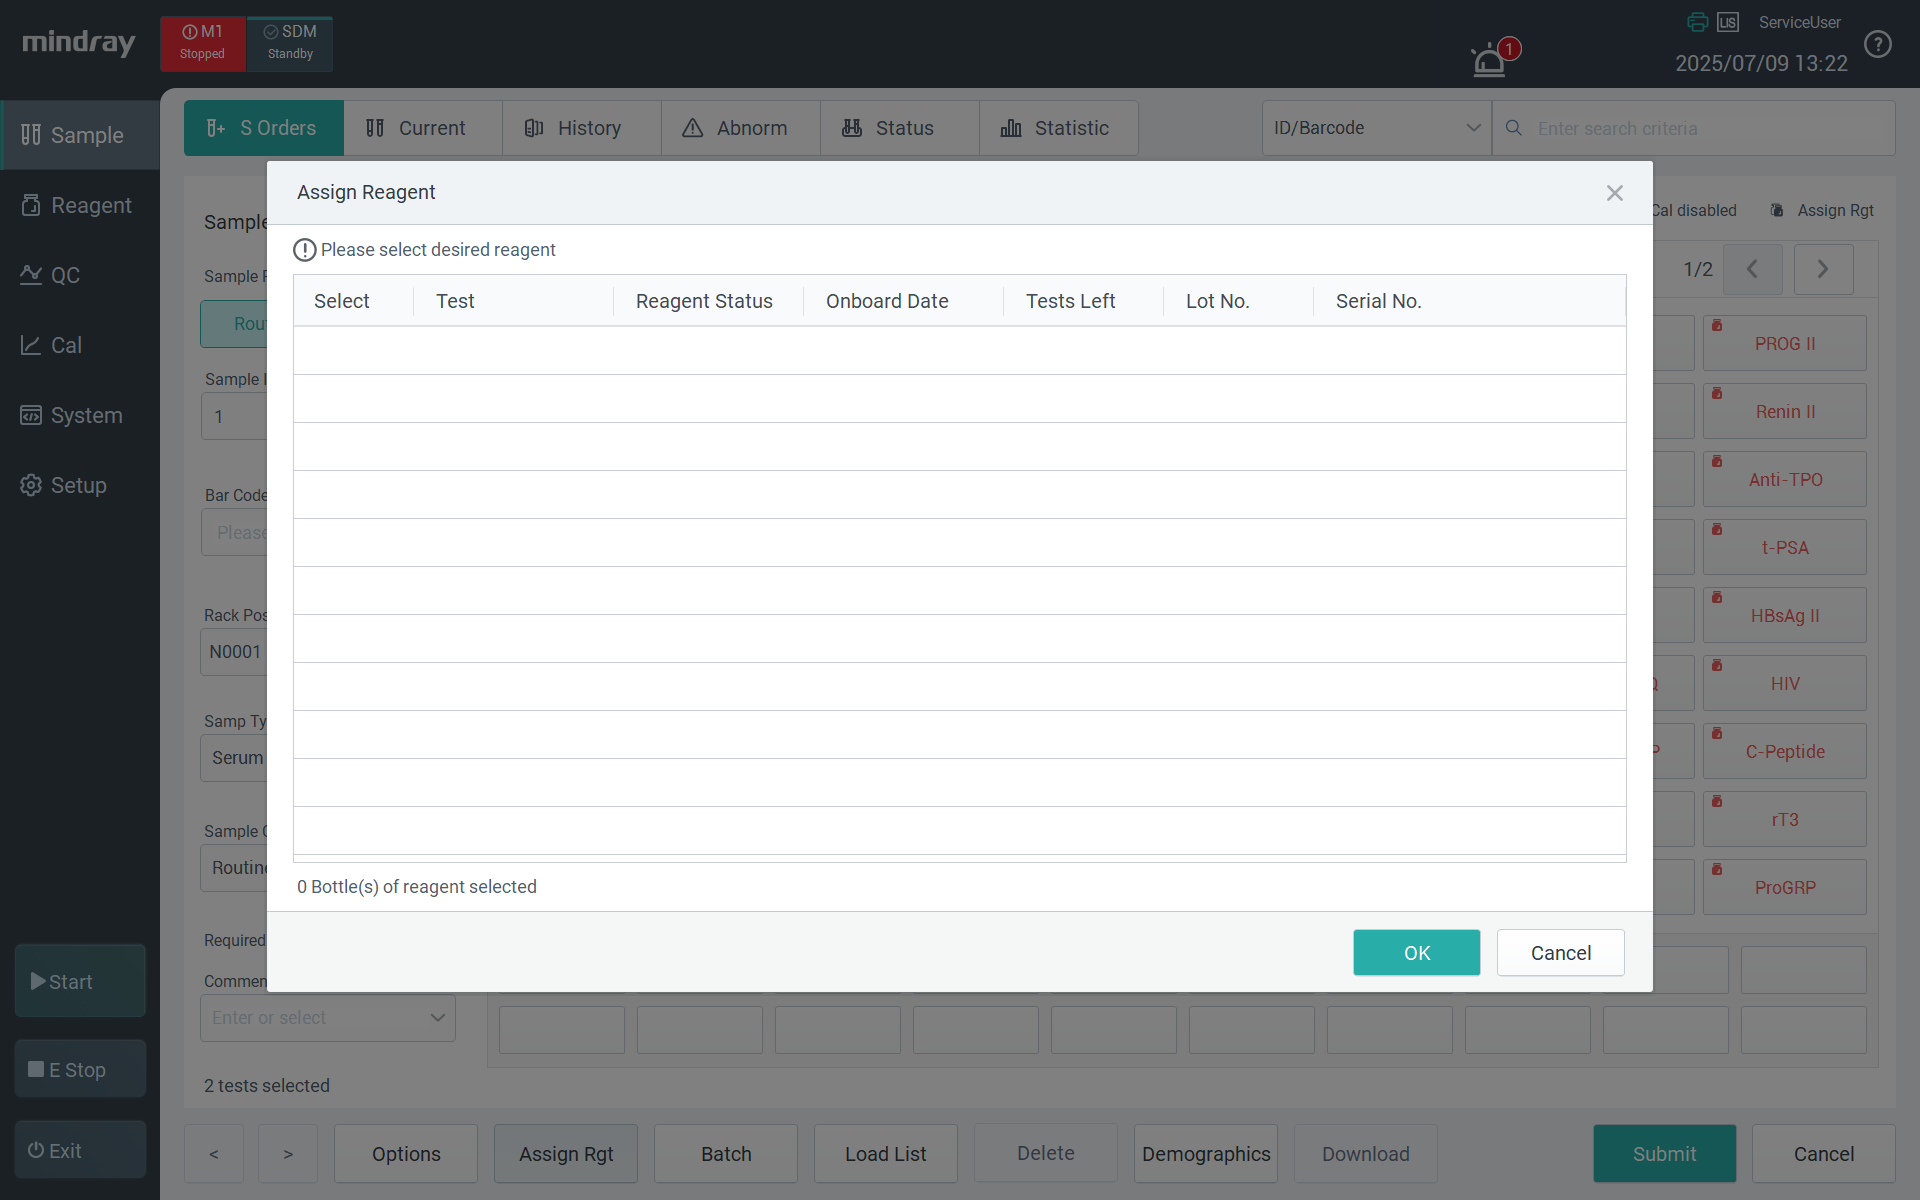 mindray
M1
Stopped
SDM
Standby
1
LIS
ServiceUser
2025/07/09 13:22
?
Sample
Reagent
QC
Cal
System
Setup
Start
E Stop
Exit
S Orders
Current
History
Abnorm
Status
Statistic
ID/Barcode
Enter search criteria
Sample
Cal disabled
Assign Rgt
Sample
1/2
Rou
Sample
1
Bar Code
Please
Rack Pos
N0001
Samp Ty
Serum
Sample
Routin
Required
Commen
Enter or select
2 tests selected
Assign Reagent
Please select desired reagent
Select
Test
Reagent Status
Onboard Date
Tests Left
Lot No.
Serial No.
0 Bottle(s) of reagent selected
OK
Cancel
PROG II
Renin II
Anti-TPO
t-PSA
HBsAg II
HIV
C-Peptide
rT3
ProGRP
<
>
Options
Assign Rgt
Batch
Load List
Delete
Demographics
Download
Submit
Cancel